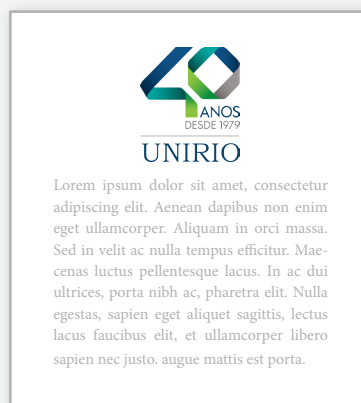 40
ANOS
DESDE 1979
UNIRIO
Lorem ipsum dolor sit amet, consectetur
adipiscing elit. Aenean dapibus non enim
eget ullamcorper. Aliquam in orci massa.
Sed in velit ac nulla tempus efficitur. Mae-
cenas luctus pellentesque lacus. In ac dui
ultrices, porta nibh ac, pharetra elit. Nulla
egestas, sapien eget aliquet sagittis, lectus
lacus faucibus elit, et ullamcorper libero
sapien nec justo. augue mattis est porta.